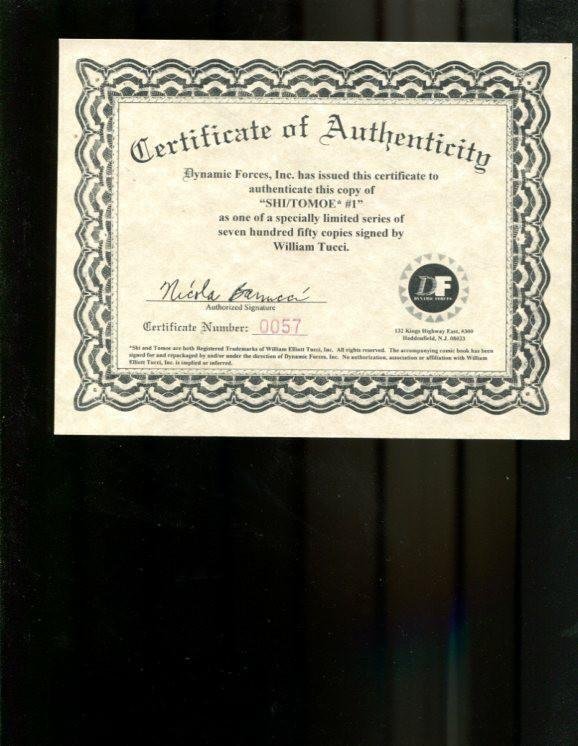 Certificate of Authenticity
Dynamic Forces, Inc. has issued this certificate to
authenticate this copy of
"SHI/TOMOE* #1"
as one of a specially limited series of
seven hundred fifty copies signed by
William Tucci.
Authorized Signature
Certificate Number: 0057
DF
DYNAMIC FORCES
132 Kings Highway East, #300
Haddonfield, N.J. 08033
*Shi and Tomoe are both Registered Trademarks of William Elliott Tucci, Inc. All rights reserved. The accompanying comic book has been
signed for and repackaged by and/or under the direction of Dynamic Forces, Inc. No authorization, association or affiliation with William
Elliott Tucci, Inc. is implied or inferred.